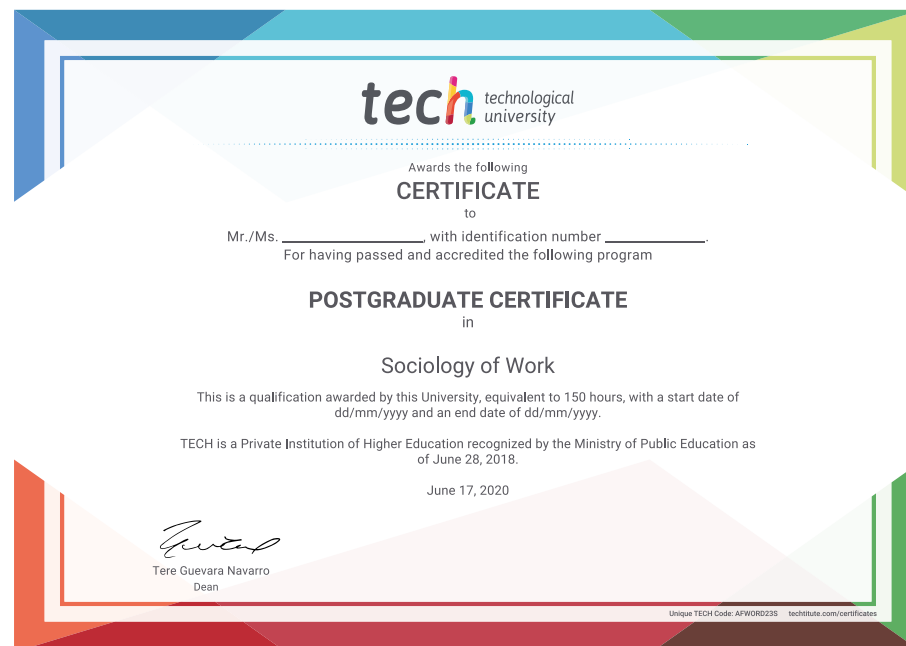 tech technological
university
Awards the following
CERTIFICATE
to
Mr./Ms. ____________________, with identification number ______________.
For having passed and accredited the following program
POSTGRADUATE CERTIFICATE
in
Sociology of Work
This is a qualification awarded by this University, equivalent to 150 hours, with a start date of
dd/mm/yyyy and an end date of dd/mm/yyyy.
TECH is a Private Institution of Higher Education recognized by the Ministry of Public Education as
of June 28, 2018.
June 17, 2020
Tere Guevara Navarro
Dean
Unique TECH Code: AFWORD23S techtitute.com/certificates